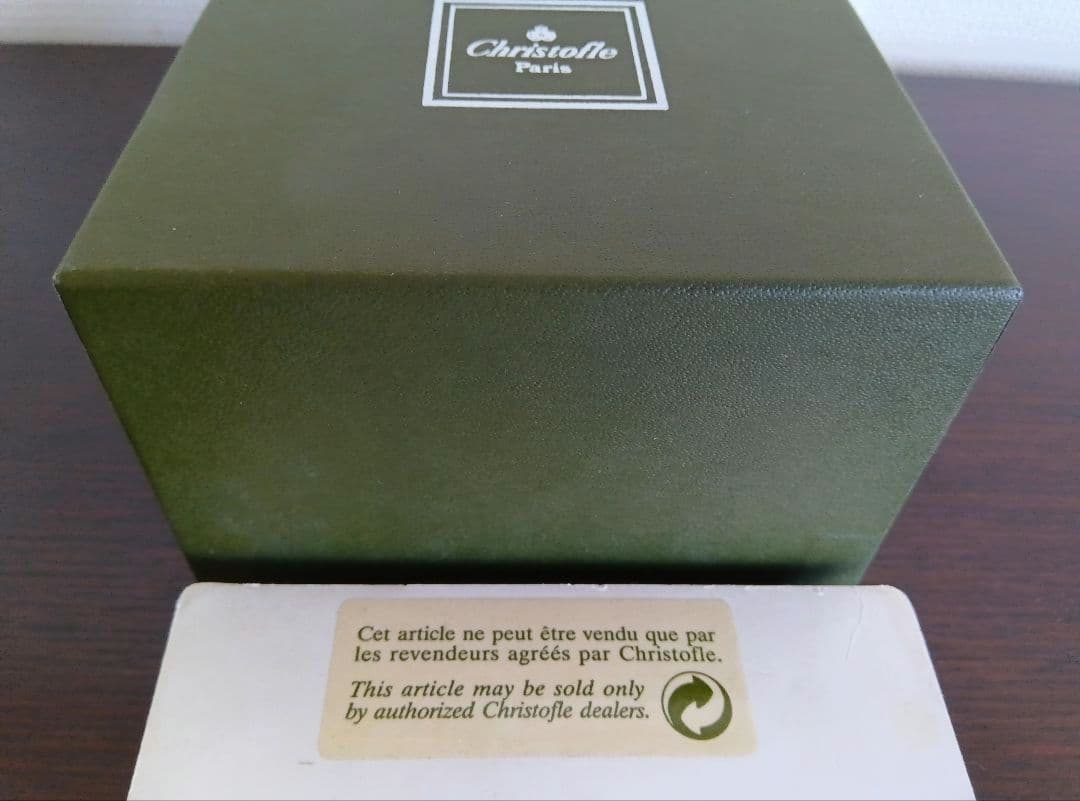 Christofle
Paris
Cet article ne peut être vendu que par
les revendeurs agréés par Christofle.
This article may be sold only
by authorized Christofle dealers.